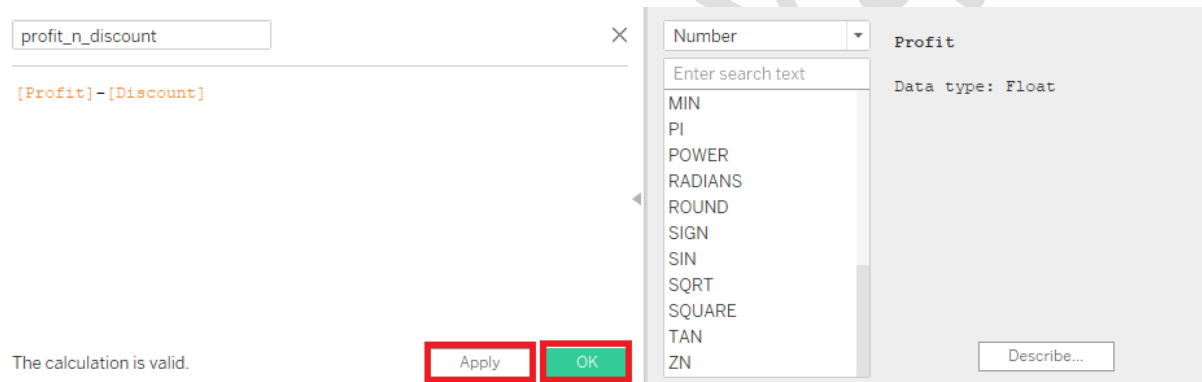 profit_n_discount
[Profit]-[Discount]
The calculation is valid.
Apply
OK
Number
Enter search text
MIN
PI
POWER
RADIANS
ROUND
SIGN
SIN
SQRT
SQUARE
TAN
ZN
Profit
Data type: Float
Describe...